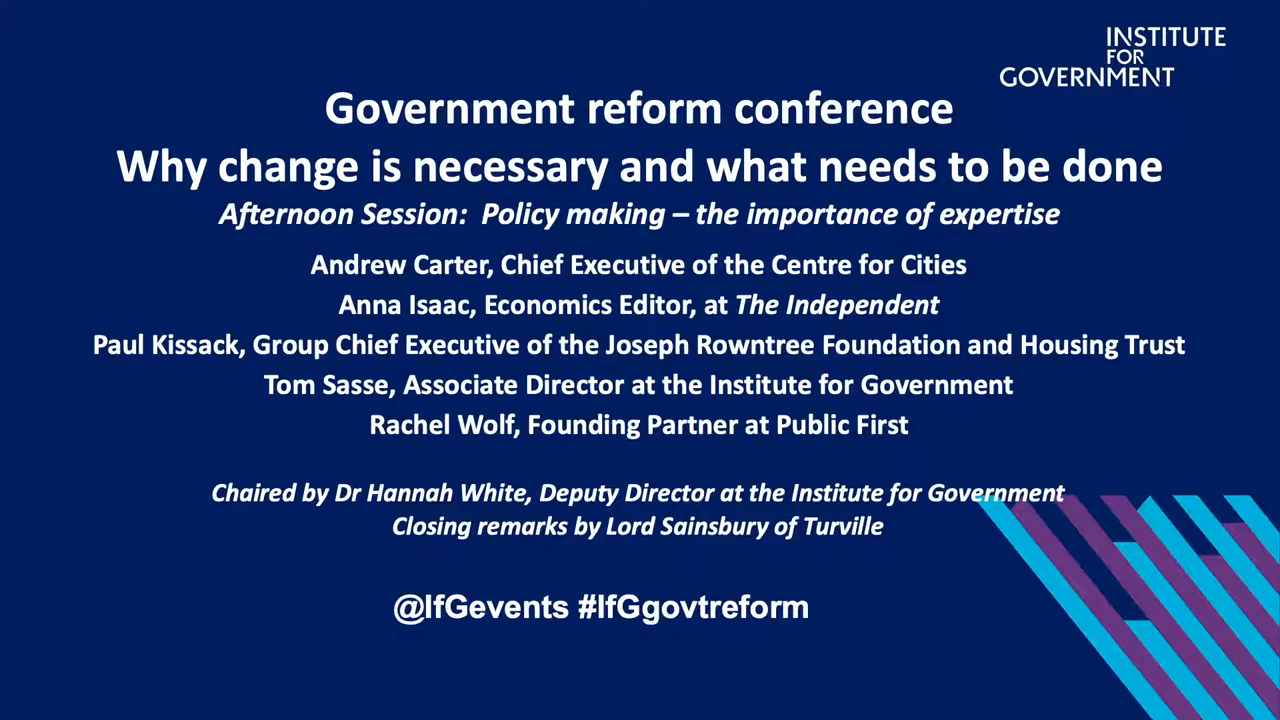 INSTITUTE
FOR
GOVERNMENT
Government reform conference
Why change is necessary and what needs to be done
Afternoon Session: Policy making – the importance of expertise
Andrew Carter, Chief Executive of the Centre for Cities
Anna Isaac, Economics Editor, at The Independent
Paul Kissack, Group Chief Executive of the Joseph Rowntree Foundation and Housing Trust
Tom Sasse, Associate Director at the Institute for Government
Rachel Wolf, Founding Partner at Public First
Chaired by Dr Hannah White, Deputy Director at the Institute for Government
Closing remarks by Lord Sainsbury of Turville
@IfGevents #IfGgovtreform